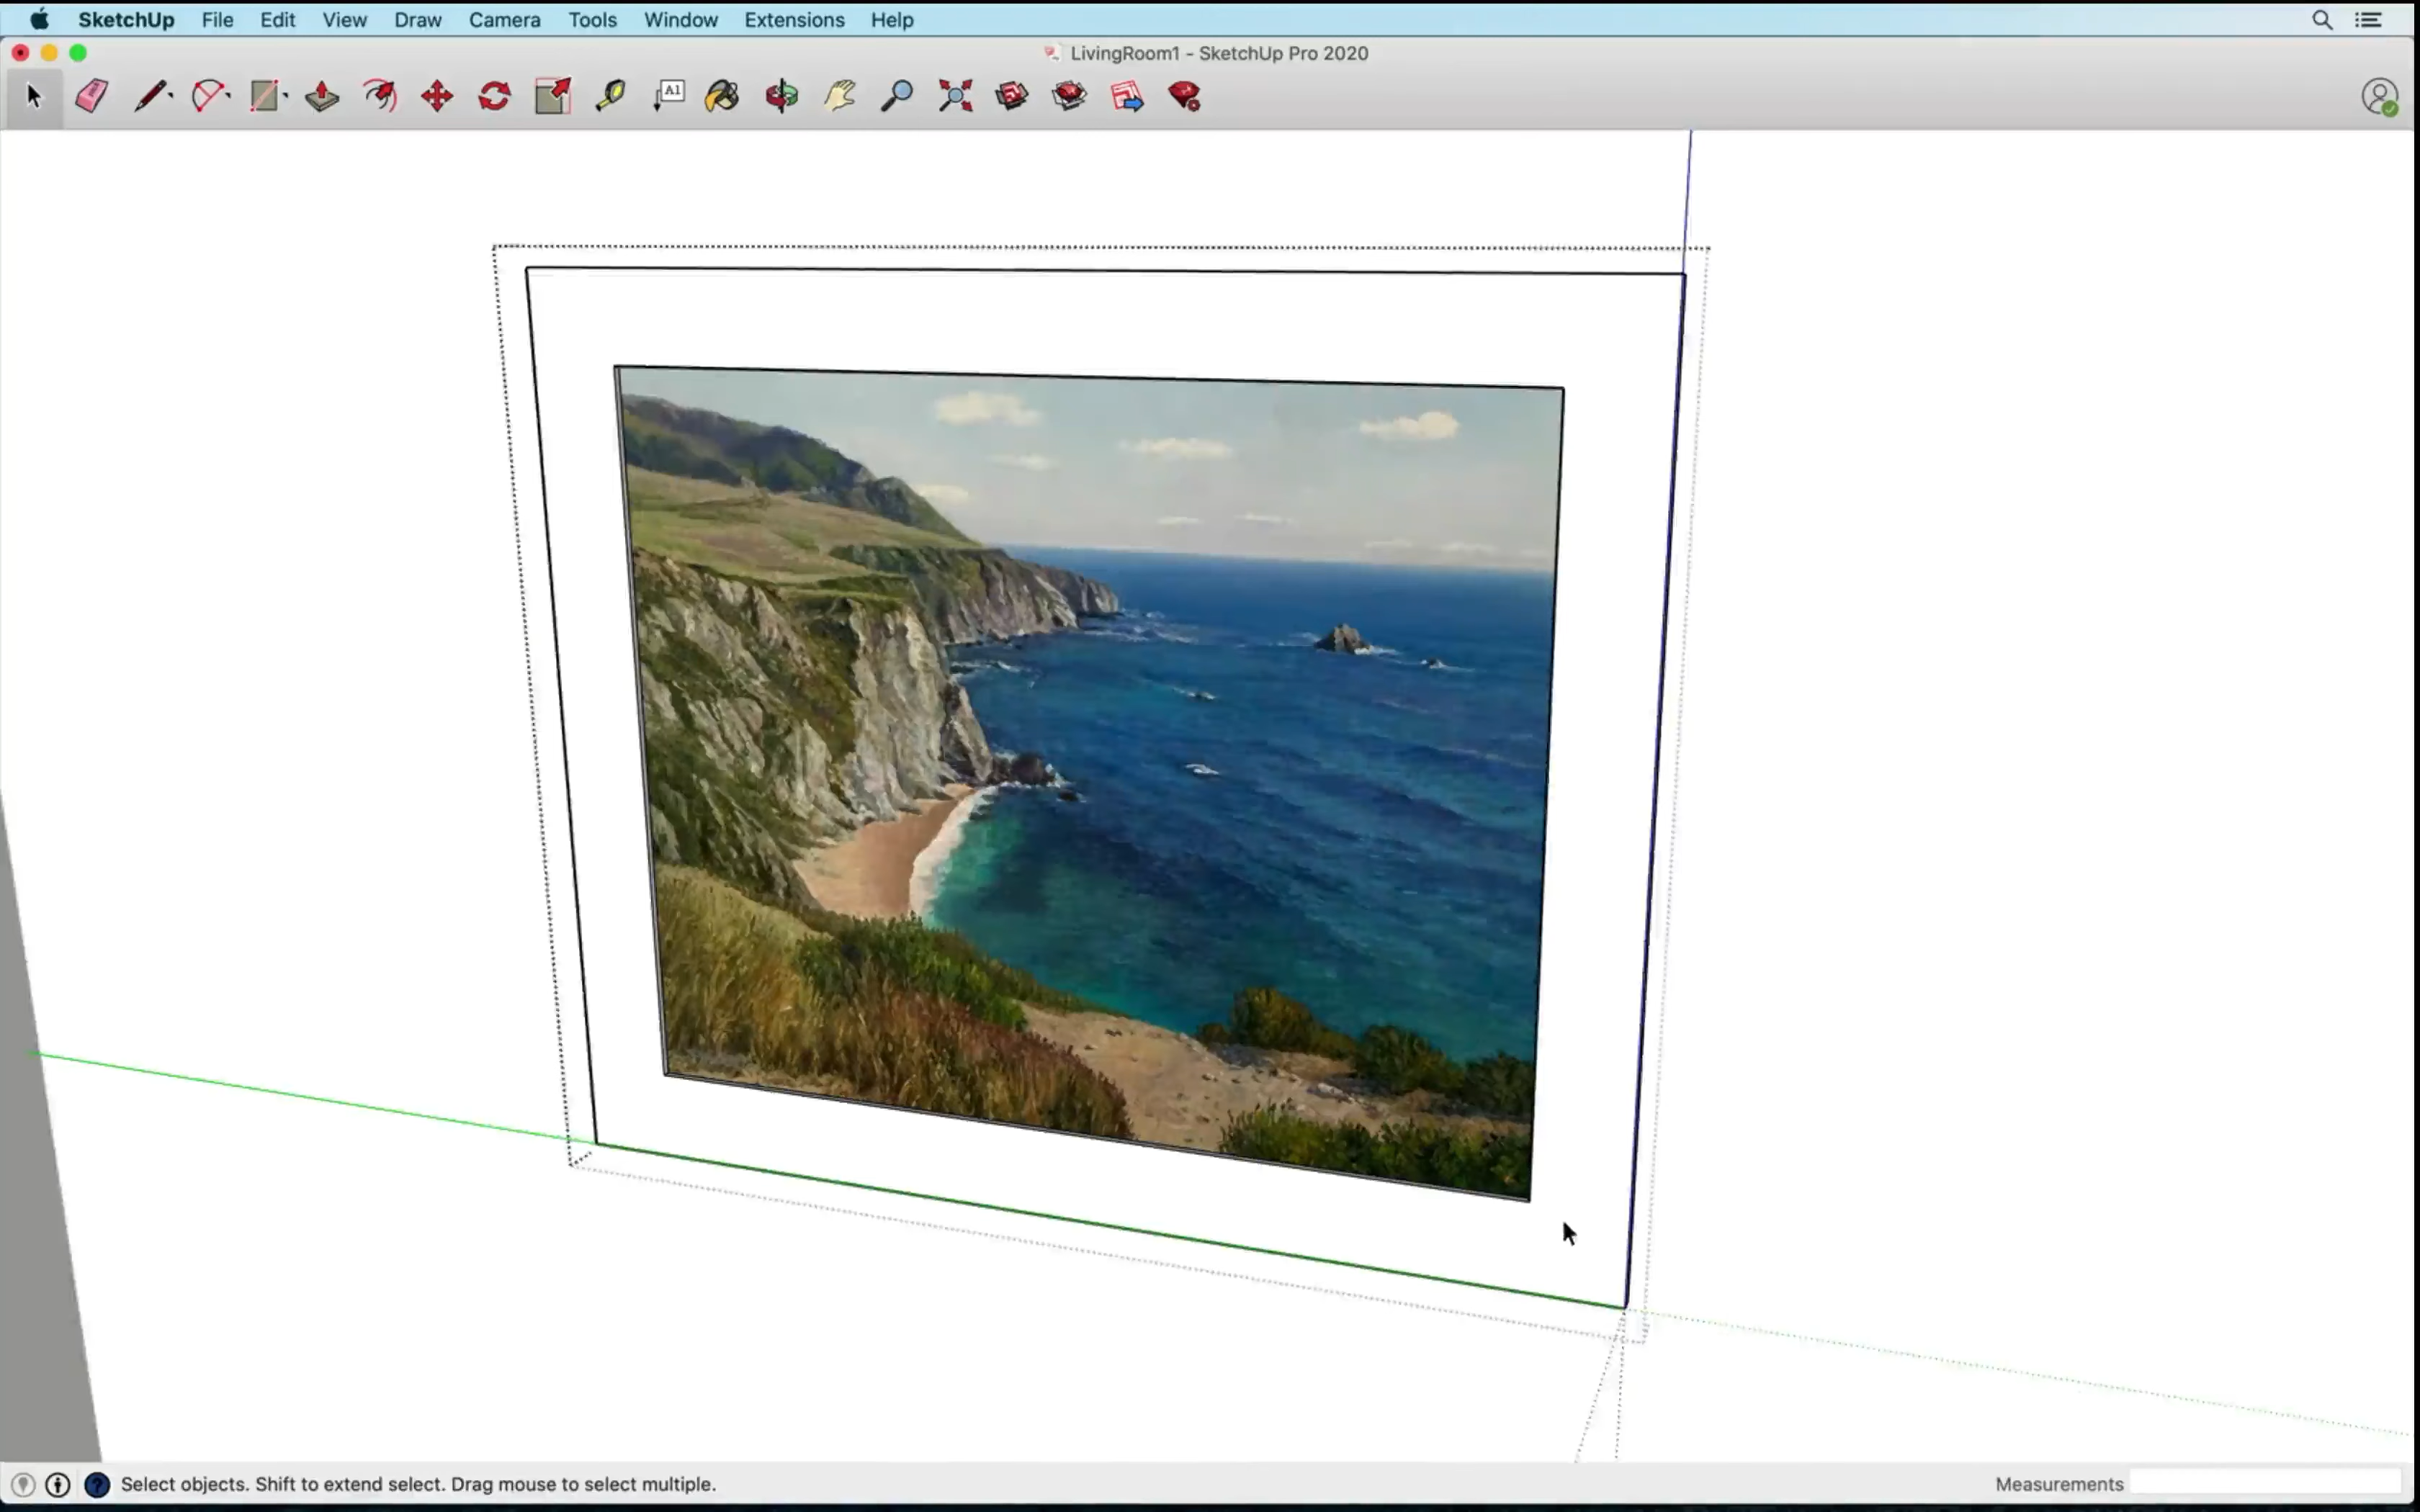 SketchUp File Edit View Draw Camera Tools Window Extensions Help
LivingRoom1 - SketchUp Pro 2020
A1
Select objects. Shift to extend select. Drag mouse to select multiple.
Measurements